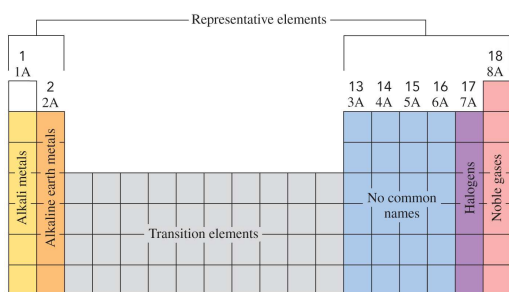 Representative elements
1
1A
2
2A
13 14 15 16 17
3A 4A 5A 6A 7A
18
8A
Alkali metals
Alkaline earth metals
Transition elements
No common
names
Halogens
Noble gases